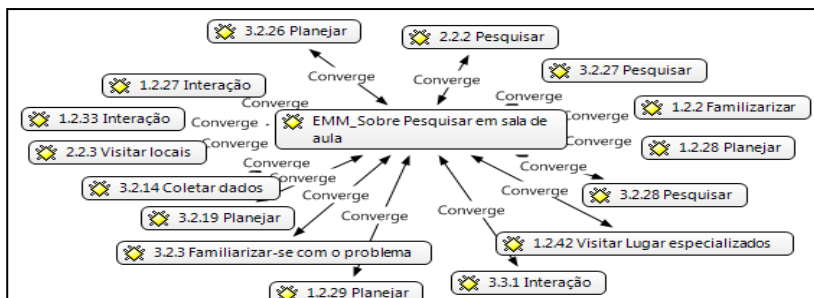 3.2.26 Planejar
2.2.2 Pesquisar
Converge
Converge
3.2.27 Pesquisar
1.2.27 Interação
Converge
Converge
1.2.2 Familizarizar
1.2.33 Interação
Converge
EMM_Sobre Pesquisar em sala de
aula
Converge
Converge
1.2.28 Planejar
2.2.3 Visitar locais
Converge
Converge
Converge
Converge
3.2.14 Coletar dados
Converge
Converge
3.2.28 Pesquisar
3.2.19 Planejar
Converge
Converge
3.2.3 Familiarizar-se com o problema
1.2.42 Visitar Lugar especializados
3.3.1 Interação
1.2.29 Planejar